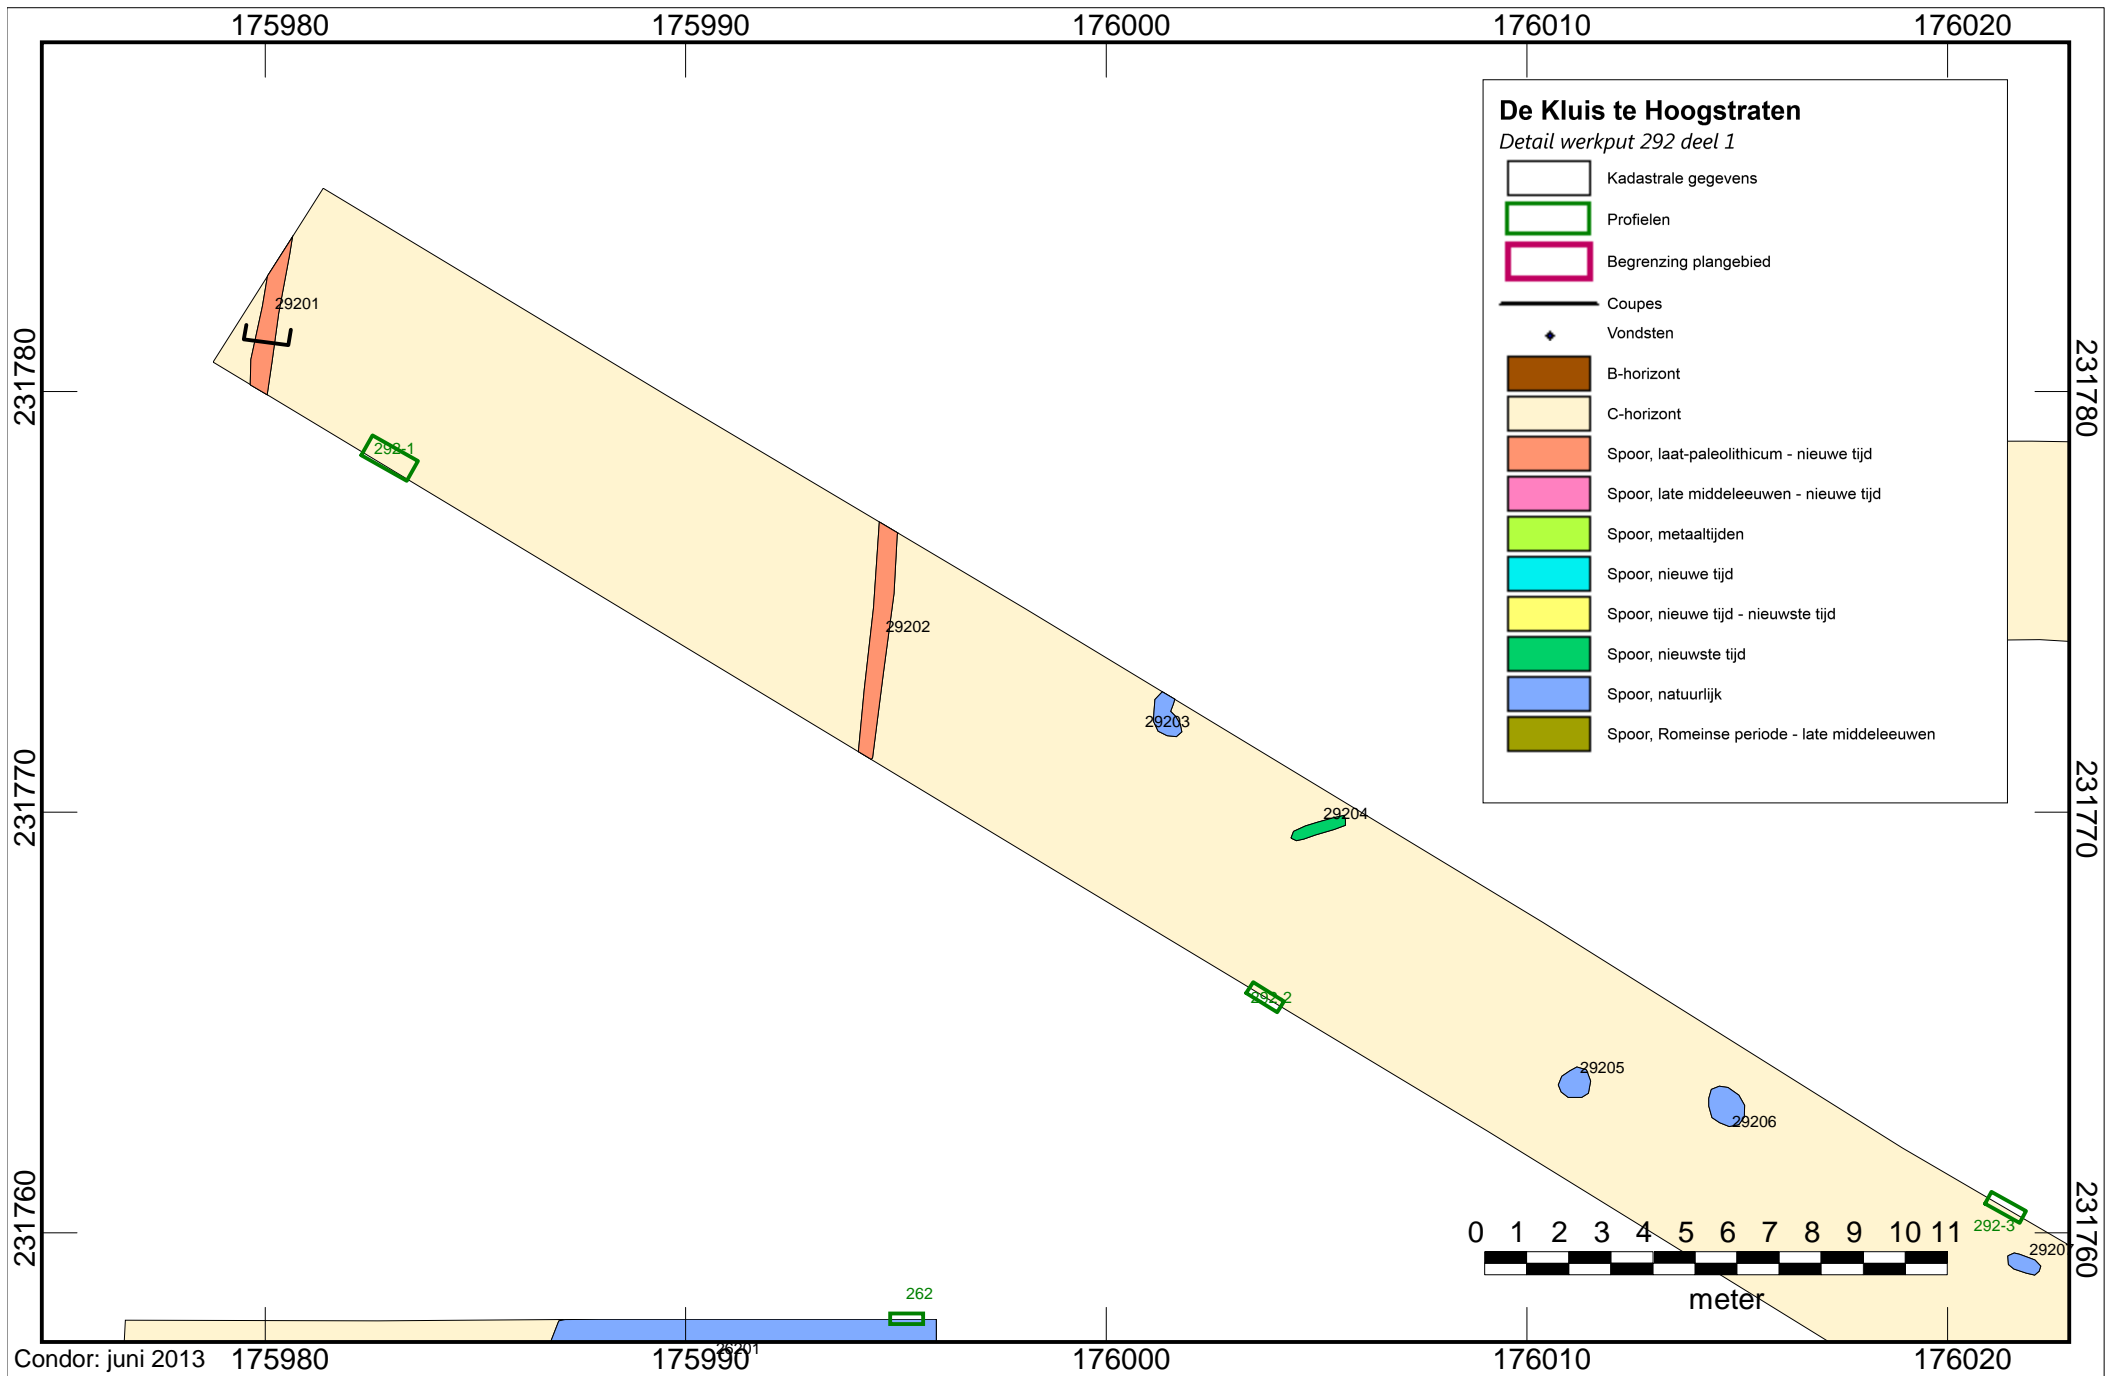 175980 175990 176000 176010 176020
De Kluis te Hoogstraten
Detail werkput 292 deel 1
Kadastrale gegevens
Profielen
Begrenzing plangebied
Coupes
Vondsten
B-horizont
C-horizont
Spoor, laat-paleolithicum - nieuwe tijd
Spoor, late middeleeuwen - nieuwe tijd
Spoor, metaaltijden
Spoor, nieuwe tijd
Spoor, nieuwe tijd - nieuwste tijd
Spoor, nieuwste tijd
Spoor, natuurlijk
Spoor, Romeinse periode - late middeleeuwen
29201
231780
231780
292-1
29202
29203
29204
231770
231770
292-2
29205
29206
292-3
29207
231760
231760
0 1 2 3 4 5 6 7 8 9 10 11
meter
262
26201
Condor: juni 2013
175980 175990 176000 176010 176020